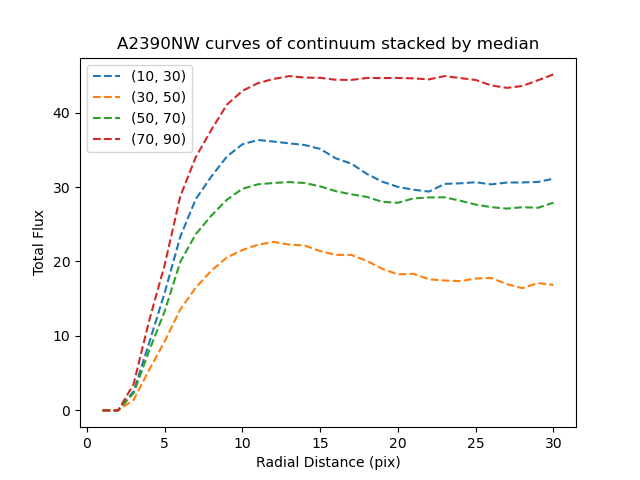 A2390NW curves of continuum stacked by median
(10, 30)
(30, 50)
(50, 70)
(70, 90)
40
30
20
10
0
Total Flux
0 5 10 15 20 25 30
Radial Distance (pix)